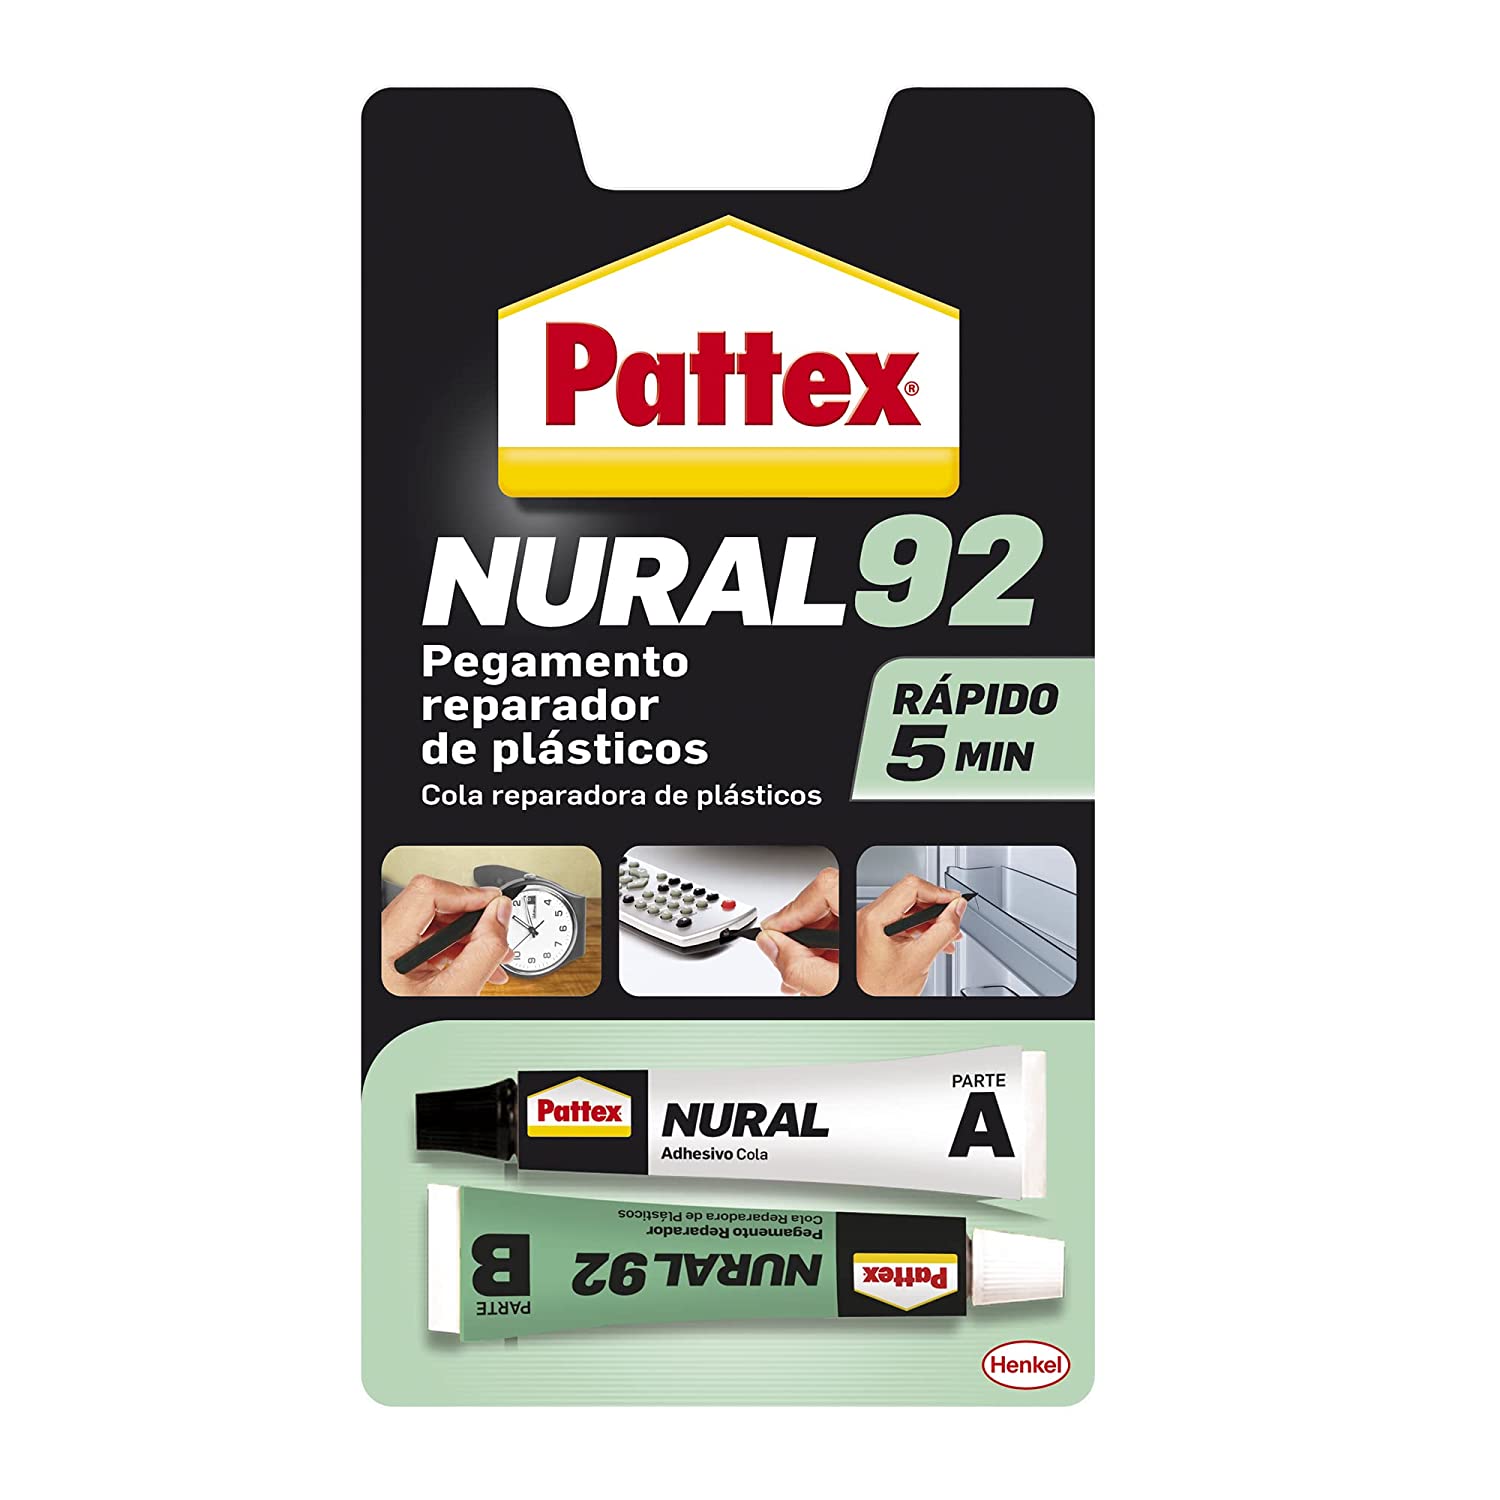 Pattex®
NURAL 92
Pegamento
reparador
de plásticos
Cola reparadora de plásticos
RÁPIDO
5 MIN
Pattex
NURAL
Adhesivo Cola
PARTE
A
Pattex
NURAL 92
Pegamento Reparador
Cola Reparadora de Plásticos
PARTE
B
Henkel